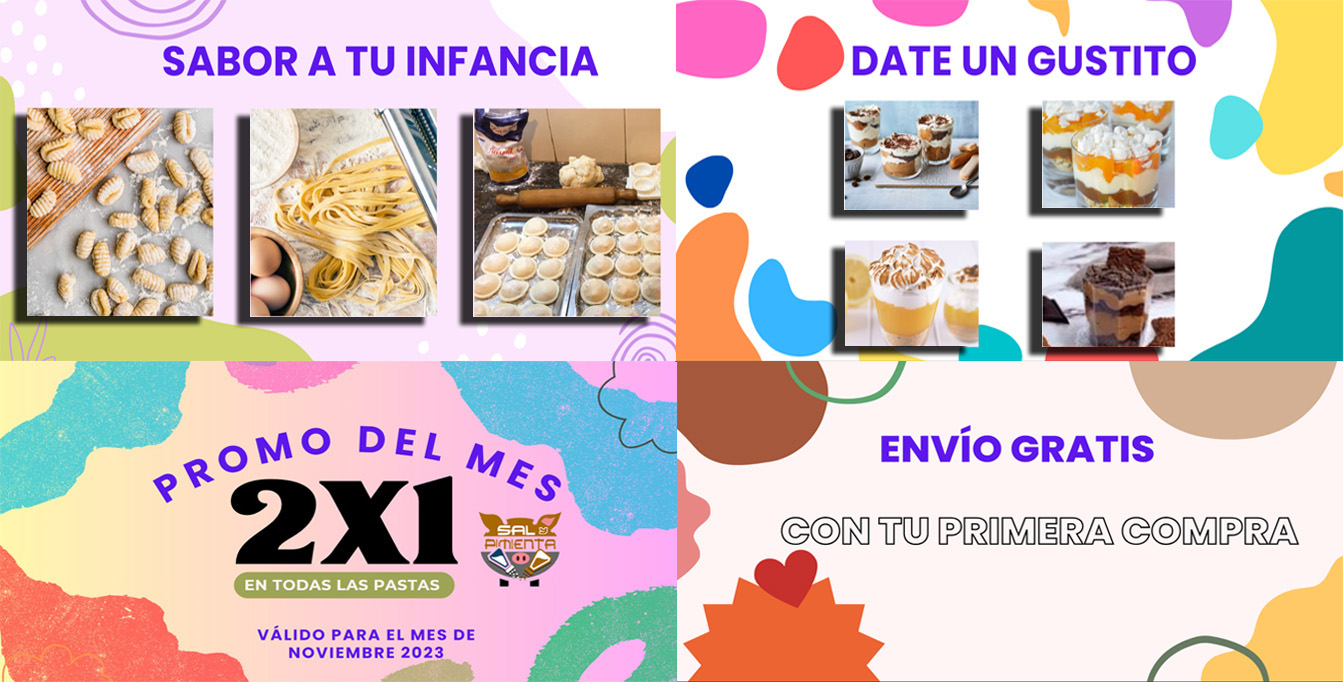 SABOR A TU INFANCIA
DATE UN GUSTITO
PROMO DEL MES
2X1
SAL
PIMIENTA
EN TODAS LAS PASTAS
VÁLIDO PARA EL MES DE
NOVIEMBRE 2023
ENVÍO GRATIS
CON TU PRIMERA COMPRA